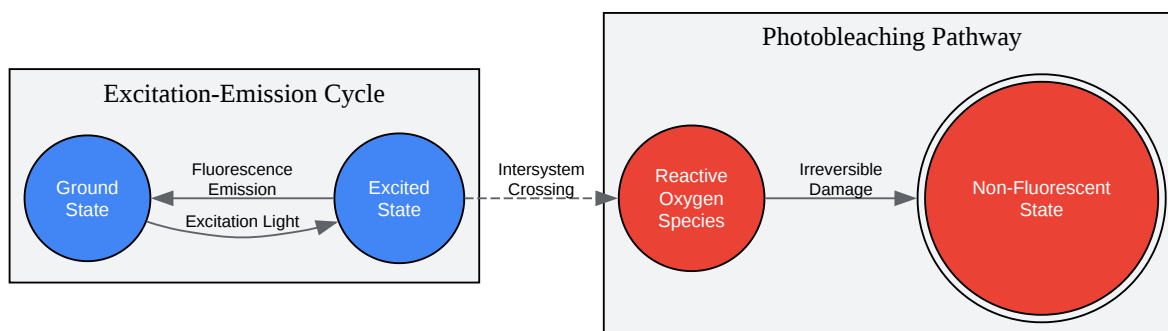 Excitation-Emission Cycle
Ground
State
Fluorescence
Emission
Excitation Light
Excited
State
Intersystem
Crossing
Photobleaching Pathway
Reactive
Oxygen
Species
Irreversible
Damage
Non-Fluorescent
State